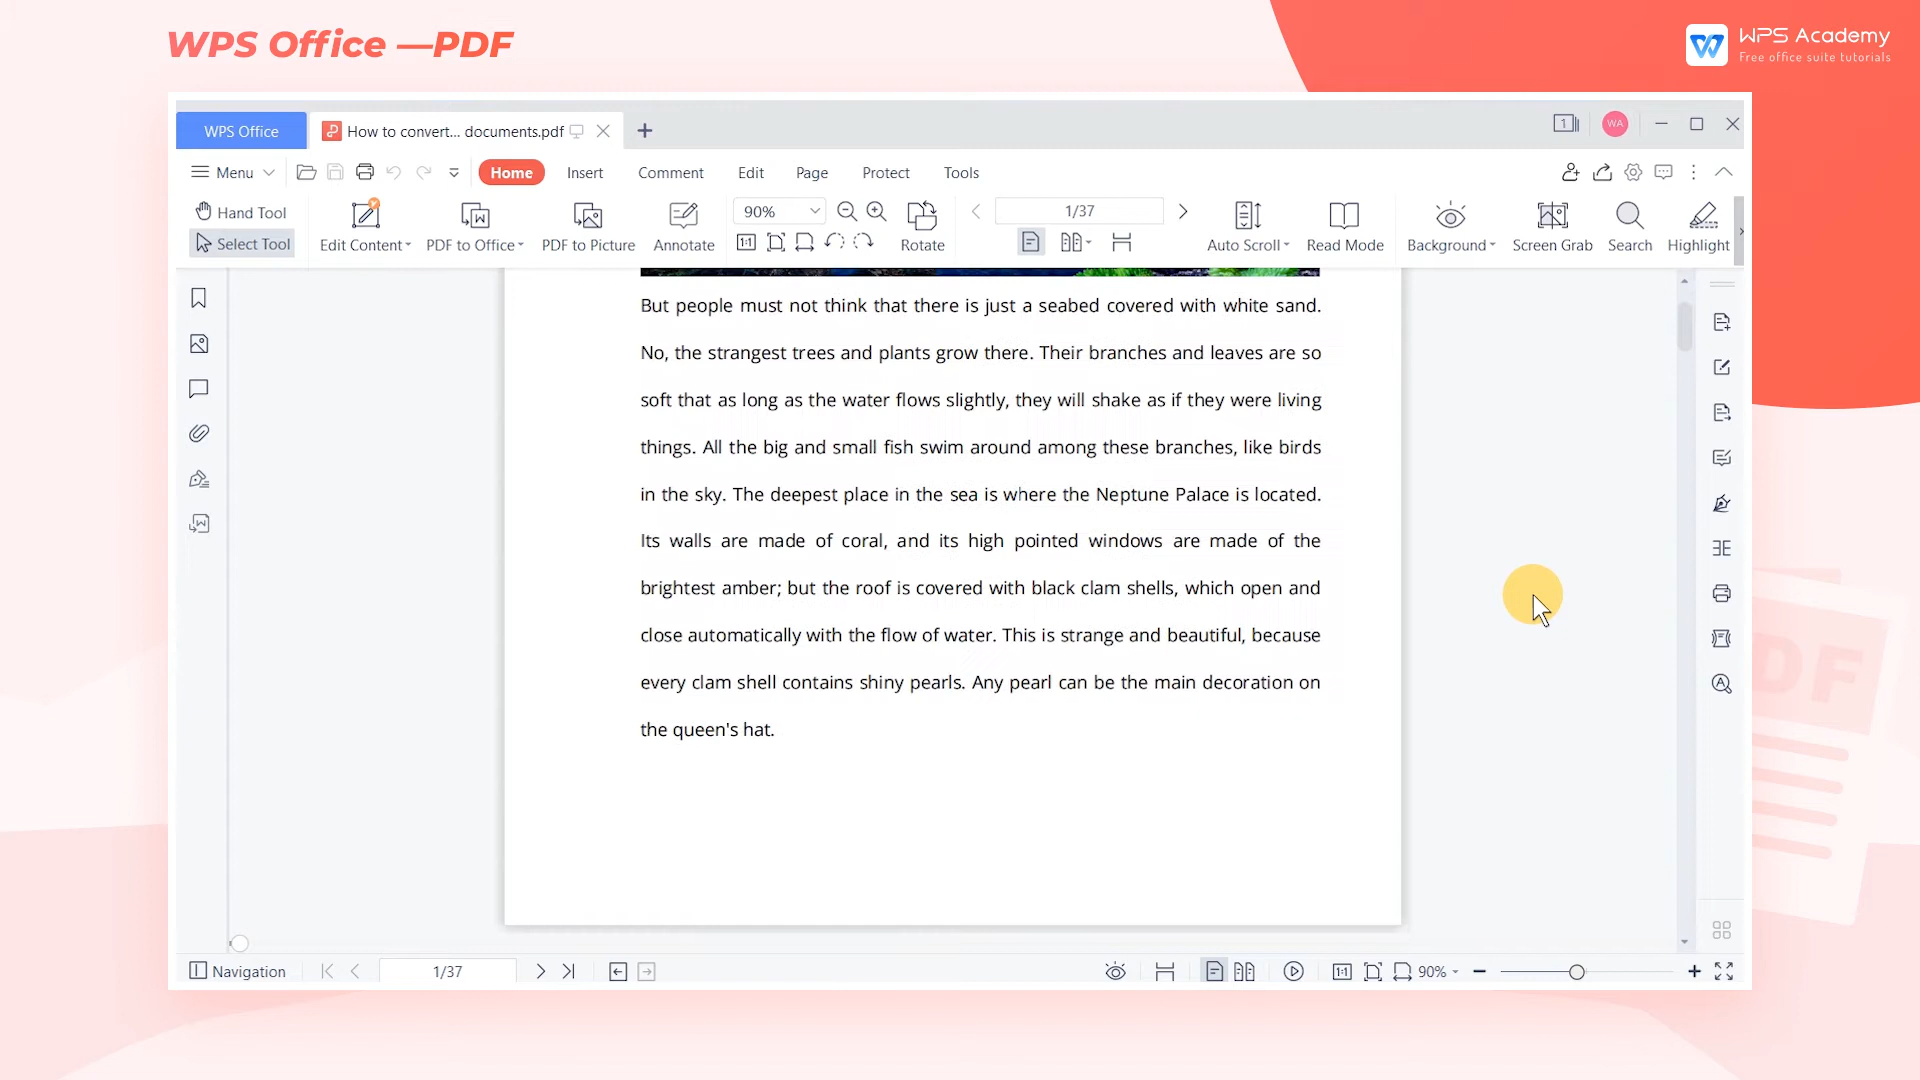 WPS Office —PDF
WPS Academy
Free office suite tutorials
WPS Office
How to convert... documents.pdf
1
WA
Menu
Home
Insert
Comment
Edit
Page
Protect
Tools
Hand Tool
Select Tool
Edit Content
PDF to Office
PDF to Picture
Annotate
90%
1:1
Rotate
1/37
Auto Scroll
Read Mode
Background
Screen Grab
Search
Highlight
But people must not think that there is just a seabed covered with white sand.
No, the strangest trees and plants grow there. Their branches and leaves are so
soft that as long as the water flows slightly, they will shake as if they were living
things. All the big and small fish swim around among these branches, like birds
in the sky. The deepest place in the sea is where the Neptune Palace is located.
Its walls are made of coral, and its high pointed windows are made of the
brightest amber; but the roof is covered with black clam shells, which open and
close automatically with the flow of water. This is strange and beautiful, because
every clam shell contains shiny pearls. Any pearl can be the main decoration on
the queen's hat.
PDF
Navigation
1/37
1:1
90%